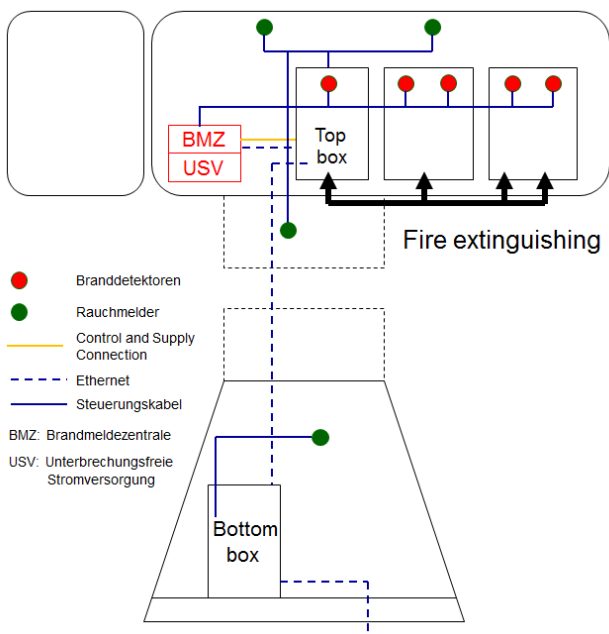 BMZ
USV
Top
box
Fire extinguishing
Branddetektoren
Rauchmelder
Control and Supply
Connection
Ethernet
Steuerungskabel
BMZ: Brandmeldezentrale
USV: Unterbrechungsfreie
Stromversorgung
Bottom
box